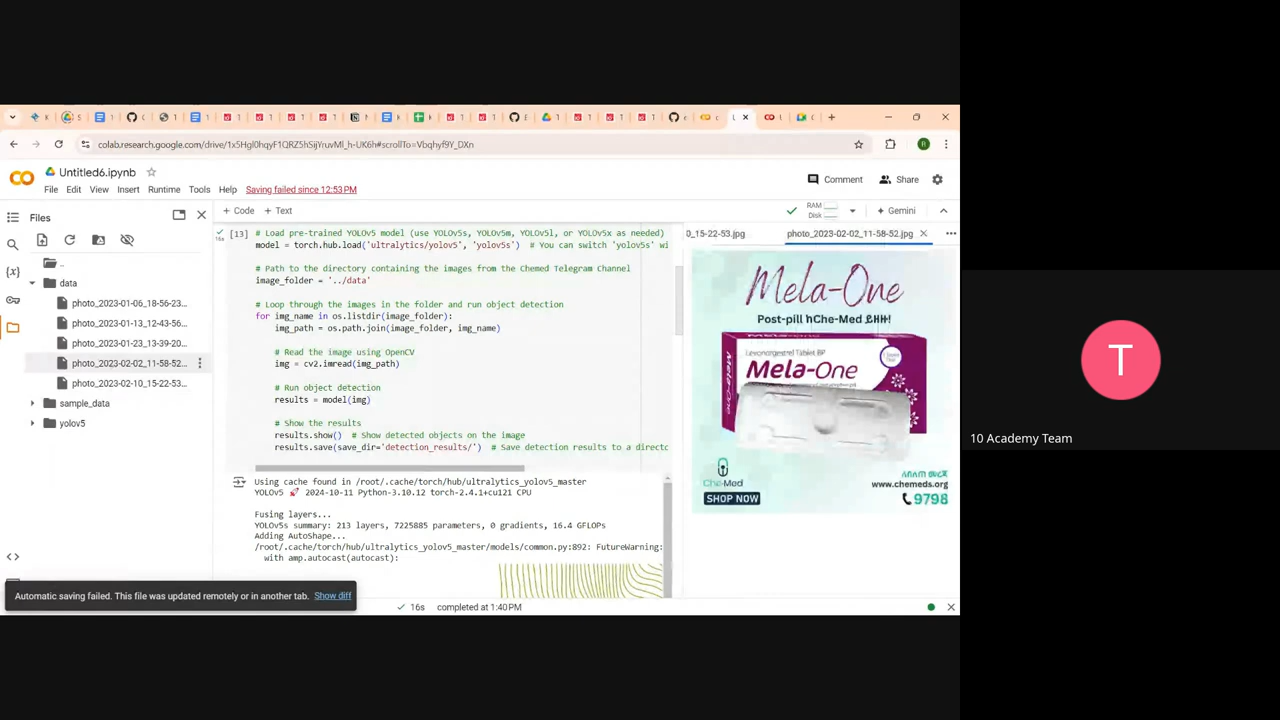 colab.research.google.com/drive/1x5Hgl0hqyF1QRZ5hSijYruvMl_h-UK6h#scrollTo=Vbqhyf9Y_DXn
Untitled6.ipynb
File Edit View Insert Runtime Tools Help Saving failed since 12:53 PM
Comment Share
Files
+ Code + Text
RAM
Disk
Gemini
..
data
photo_2023-01-06_18-56-23...
photo_2023-01-13_12-43-56...
photo_2023-01-23_13-39-20...
photo_2023-02-02_11-58-52...
photo_2023-02-10_15-22-53...
sample_data
yolov5
[13]
16s
# Load pre-trained YOLOv5 model (use YOLOv5s, YOLOv5m, YOLOv5l, or YOLOv5x as needed)
model = torch.hub.load('ultralytics/yolov5', 'yolov5s') # You can switch 'yolov5s' wi
# Path to the directory containing the images from the Chemed Telegram Channel
image_folder = '../data'
# Loop through the images in the folder and run object detection
for img_name in os.listdir(image_folder):
img_path = os.path.join(image_folder, img_name)
# Read the image using OpenCV
img = cv2.imread(img_path)
# Run object detection
results = model(img)
# Show the results
results.show() # Show detected objects on the image
results.save(save_dir='detection_results/') # Save detection results to a directo
Using cache found in /root/.cache/torch/hub/ultralytics_yolov5_master
YOLOv5 🚀 2024-10-11 Python-3.10.12 torch-2.4.1+cu121 CPU
Fusing layers...
YOLOv5s summary: 213 layers, 7225885 parameters, 0 gradients, 16.4 GFLOPs
Adding AutoShape...
/root/.cache/torch/hub/ultralytics_yolov5_master/models/common.py:892: FutureWarning:
with amp.autocast(autocast):
0_15-22-53.jpg
photo_2023-02-02_11-58-52.jpg
Mela-One
Post-pill ከChe-Med
Levonorgestrel Tablet BP
Mela-One
Che-Med
SHOP NOW
www.chemeds.org
9798
Automatic saving failed. This file was updated remotely or in another tab. Show diff
16s completed at 1:40 PM
T
10 Academy Team